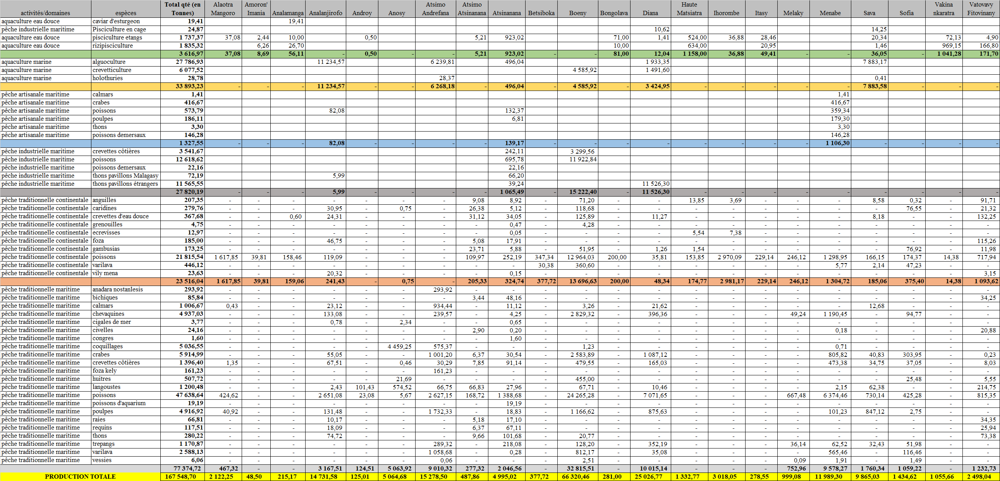 activités/domaines espèces Total qté (en Tonnes) Alaotra Mangoro Amoron' Imania Analamanga Analanjirofo Androy Anosy Atsimo Andrefana Atsimo Atsinanana Atsinanana Betsiboka Boeny Bongolava Diana Haute Matsiatra Ihorombe Itasy Melaky Menabe Sava Sofia Vakina nkaratra Vatovavy Fitovinany
aquaculture eau douce caviar d'esturgeon 19,41 19,41
pêche industrielle maritime Pisciculture en cage 24,87 10,62 14,25
aquaculture eau douce pisciculture etangs 1 737,37 37,08 2,44 10,00 0,50 5,21 923,02 71,00 1,41 524,00 36,88 28,46 20,34 72,13 4,90
aquaculture eau douce rizipisciculture 1 835,32 6,26 26,70 10,00 634,00 20,95 1,46 969,15 166,80
3 616,97 37,08 8,69 56,11 - 0,50 - - 5,21 923,02 - - 81,00 12,04 1 158,00 36,88 49,41 - - 36,05 - 1 041,28 171,70
aquaculture marine alguoculture 27 786,93 11 234,57 6 239,81 496,04 1 933,35 7 883,17
aquaculture marine crevetticulture 6 077,52 4 585,92 1 491,60
aquaculture marine holothuries 28,78 28,37 0,41
33 893,23 - - - 11 234,57 - - 6 268,18 - 496,04 - 4 585,92 - 3 424,95 - - - - - 7 883,58 - - -
pêche artisanale maritime calmars 1,41 1,41
pêche artisanale maritime crabes 416,67 416,67
pêche artisanale maritime poissons 573,79 82,08 132,37 359,34
pêche artisanale maritime poulpes 186,11 6,81 179,30
pêche artisanale maritime thons 3,30 3,30
pêche artisanale maritime poissons demersaux 146,28 146,28
1 327,55 - - - 82,08 - - - - 139,17 - - - - - - - - 1 106,30 - - - -
pêche industrielle maritime crevettes côtières 3 541,67 242,11 3 299,56
pêche industrielle maritime poissons 12 618,62 695,78 11 922,84
pêche industrielle maritime poissons demersaux 22,16 22,16
pêche industrielle maritime thons pavillons Malagasy 72,19 5,99 66,20
pêche industrielle maritime thons pavillons étrangers 11 565,55 39,24 11 526,30
27 820,19 - - - 5,99 - - - - 1 065,49 - 15 222,40 - 11 526,30 - - - - - - - - -
pêche traditionnelle continentale anguilles 207,35 - - - - - - - 9,08 8,92 - 71,20 - - 13,85 3,69 - - - 8,58 0,32 - 91,71
pêche traditionnelle continentale caridines 279,76 - - - 30,95 - 0,75 - 26,38 5,12 - 118,68 - - - - - - - - 76,55 - 21,32
pêche traditionnelle continentale crevettes d'eau douce 367,68 - - 0,60 24,31 - - - 31,12 34,05 - 125,89 - 11,27 - - - - - 8,18 - - 132,25
pêche traditionnelle continentale grenouilles 4,75 - - - - - - - - 0,47 - 4,28 - - - - - - - - - - -
pêche traditionnelle continentale ecrevisses 12,97 - - - - - - - - 0,05 - - - - 5,54 7,38 - - - - - - -
pêche traditionnelle continentale foza 185,00 - - - 46,75 - - - 5,08 17,91 - - - - - - - - - - - - 115,26
pêche traditionnelle continentale gambusias 173,25 - - - - - - - 23,71 5,88 - 51,95 - 1,26 1,54 - - - - - 76,92 - 11,98
pêche traditionnelle continentale poissons 21 815,54 1 617,85 39,81 158,46 119,09 - - - 109,97 252,19 347,34 12 964,03 200,00 35,81 153,85 2 970,09 229,14 246,12 1 298,95 166,15 174,37 14,38 717,94
pêche traditionnelle continentale varilava 446,12 - - - - - - - - - 30,38 360,60 - - - - - - 5,77 2,14 47,23 - -
pêche traditionnelle continentale vily mena 23,63 - - - 20,32 - - - - 0,15 - - - - - - - - - - - - 3,15
23 516,04 1 617,85 39,81 159,06 241,43 - 0,75 - 205,33 324,74 377,72 13 696,63 200,00 48,34 174,77 2 981,17 229,14 246,12 1 304,72 185,06 375,40 14,38 1 093,62
pêche traditionnelle maritime anadara nostanlesis 293,92 - - - - - - 293,92 - - - - - - - - - - - - - - -
pêche traditionnelle maritime bichiques 85,84 - - - - - - - 3,44 48,16 - - - - - - - - - - - - 34,25
pêche traditionnelle maritime calmars 1 006,67 0,43 - - 23,12 - - 934,44 - 11,12 - 3,26 - 21,62 - - - - - 12,68 - - -
pêche traditionnelle maritime chevaquines 4 937,03 - - - 133,08 - - 239,57 - 4,25 - 2 829,32 - 396,36 - - - 49,24 1 190,45 - 94,77 - -
pêche traditionnelle maritime cigales de mer 3,77 - - - 0,78 - 2,34 - - 0,65 - - - - - - - - - - - - -
pêche traditionnelle maritime civelles 24,16 - - - - - - - 2,90 0,20 - - - - - - - - 0,18 - - - 20,88
pêche traditionnelle maritime congres 1,60 - - - - - - - - 1,60 - - - - - - - - - - - - -
pêche traditionnelle maritime coquillages 5 036,55 - - - - - 4 459,25 575,37 - - - 1,23 - - - - - - 0,71 - - - -
pêche traditionnelle maritime crabes 5 914,99 - - - 55,05 - - 1 001,20 6,37 30,54 - 2 583,89 - 1 087,12 - - - - 805,82 40,83 303,95 - 0,23
pêche traditionnelle maritime crevettes côtières 1 396,40 1,35 - - 67,51 - 0,46 30,29 7,85 91,14 - 479,55 - 165,03 - - - - 473,38 34,75 37,05 - 8,03
pêche traditionnelle maritime foza kely 161,23 - - - - - - 161,23 - - - - - - - - - - - - - - -
pêche traditionnelle maritime huitres 507,72 - - - - - 21,69 - - - - 455,00 - - - - - - - - 25,48 - 5,55
pêche traditionnelle maritime langoustes 1 200,48 - - - 2,43 101,43 574,52 66,75 66,83 27,96 - 67,71 - 10,46 - - - - 2,15 62,38 - - 214,75
pêche traditionnelle maritime poissons 47 638,64 424,62 - - 2 651,08 23,08 5,67 2 627,15 168,72 1 388,68 - 24 265,28 - 7 071,65 - - - 667,48 6 374,46 730,14 425,28 - 815,35
pêche traditionnelle maritime poissons d'aquarium 19,19 - - - - - - - - 19,19 - - - - - - - - - - - - -
pêche traditionnelle maritime poulpes 4 916,92 40,92 - - 131,48 - - 1 732,33 - 18,83 - 1 166,62 - 875,63 - - - - 101,23 847,12 2,75 - -
pêche traditionnelle maritime raies 66,81 - - - 10,17 - - - 5,18 17,10 - - - - - - - - - - - - 34,35
pêche traditionnelle maritime requins 117,51 - - - 18,09 - - - 6,37 67,11 - - - - - - - - - - - - 25,94
pêche traditionnelle maritime thons 280,22 - - - 74,72 - - - 9,66 101,68 - 20,77 - - - - - - - - - - 73,38
pêche traditionnelle maritime trepangs 1 170,87 - - - - - - 289,32 - 218,08 - 128,20 - 352,19 - - - 36,14 62,52 32,43 51,98 - -
pêche traditionnelle maritime varilava 2 588,13 - - - - - - 1 058,68 - 0,28 - 812,17 - 35,08 - - - - 565,46 - 116,46 - -
pêche traditionnelle maritime vessies 6,06 - - - - - - 0,06 - - - 2,51 - - - - - 0,09 1,91 - 1,49 - -
77 374,72 467,32 - - 3 167,51 124,51 5 063,92 9 010,32 277,32 2 046,56 - 32 815,51 - 10 015,14 - - - 752,96 9 578,27 1 760,34 1 059,22 - 1 232,73
PRODUCTION TOTALE 167 548,70 2 122,25 48,50 215,17 14 731,58 125,01 5 064,68 15 278,50 487,86 4 995,02 377,72 66 320,46 281,00 25 026,77 1 332,77 3 018,05 278,55 999,08 11 989,30 9 865,03 1 434,62 1 055,66 2 498,04